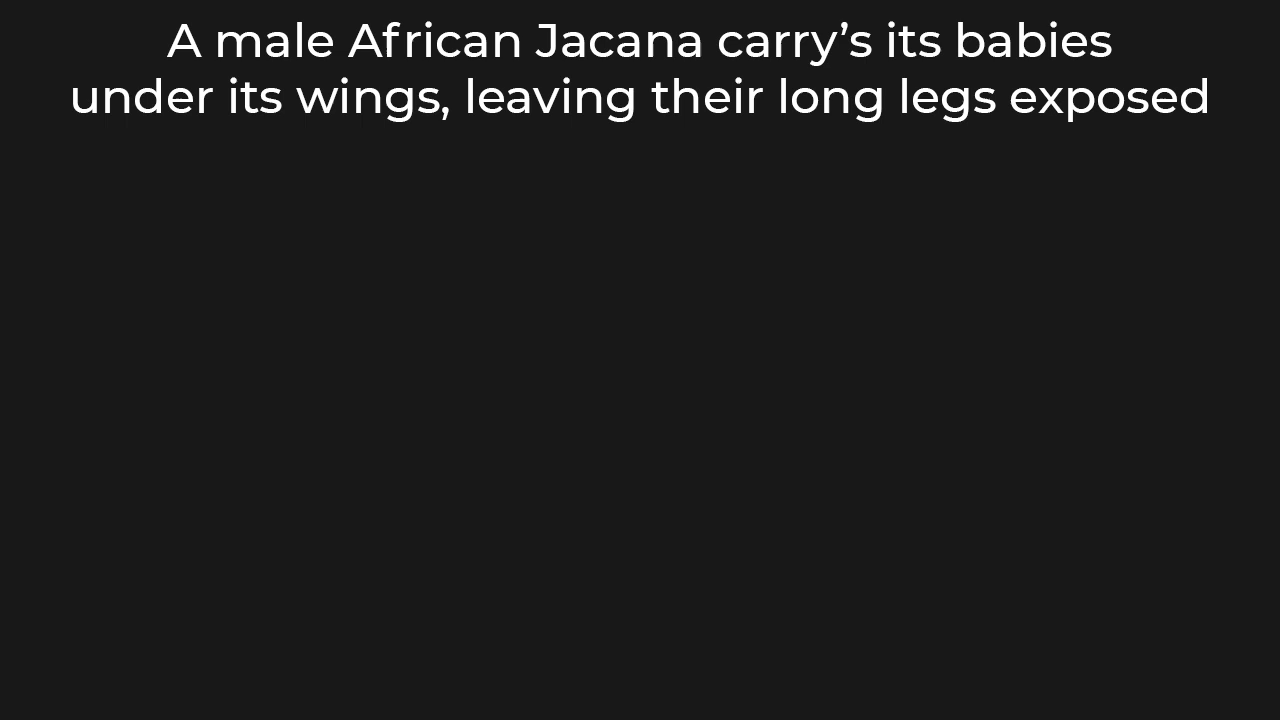 A male African Jacana carry’s its babies
under its wings, leaving their long legs exposed